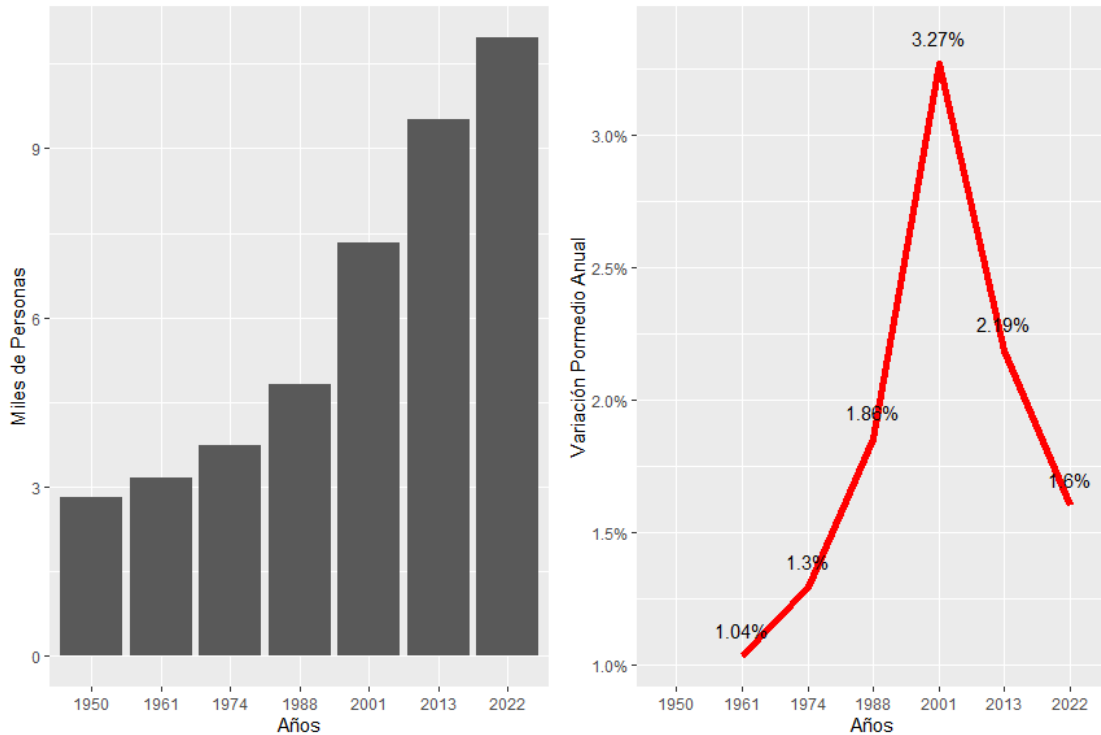 Miles de Personas
9
6
3
0
1950 1961 1974 1988 2001 2013 2022
Años
Variación Pormedio Anual
3.0%
2.5%
2.0%
1.5%
1.0%
1.04%
1.3%
1.86%
3.27%
2.19%
1.6%
1950 1961 1974 1988 2001 2013 2022
Años